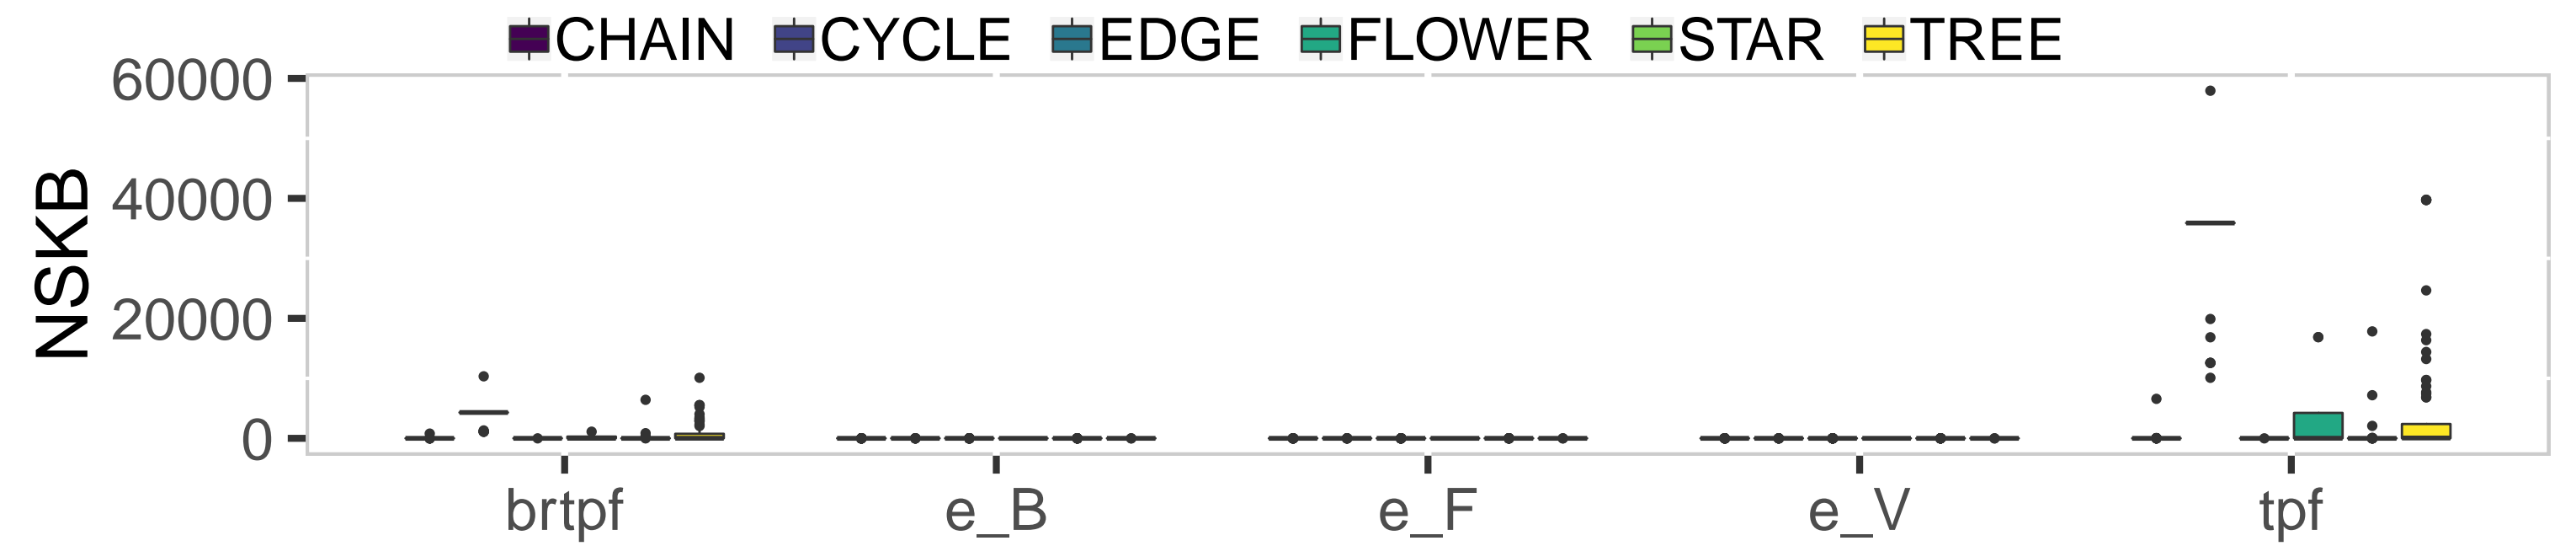 CHAIN CYCLE EDGE FLOWER STAR TREE
60000
40000
20000
0
NSKB
brtpf e_B e_F e_V tpf